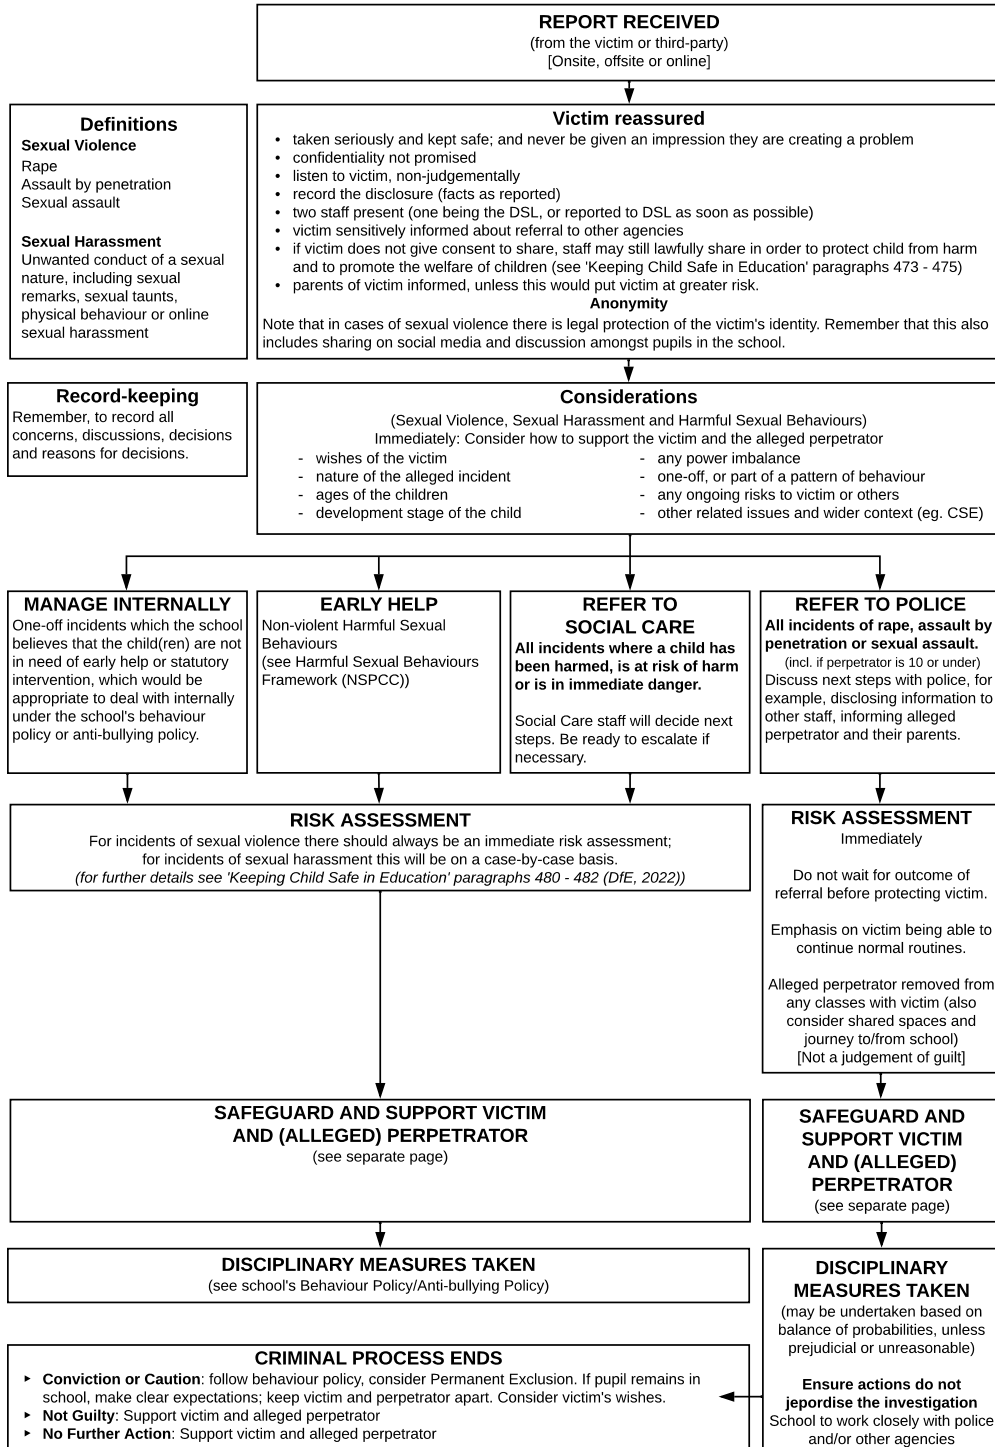 REPORT RECEIVED
(from the victim or third-party)
[Onsite, offsite or online]
Definitions
Sexual Violence
Rape
Assault by penetration
Sexual assault
Sexual Harassment
Unwanted conduct of a sexual
nature, including sexual
remarks, sexual taunts,
physical behaviour or online
sexual harassment
Victim reassured
• taken seriously and kept safe; and never be given an impression they are creating a problem
• confidentiality not promised
• listen to victim, non-judgementally
• record the disclosure (facts as reported)
• two staff present (one being the DSL, or reported to DSL as soon as possible)
• victim sensitively informed about referral to other agencies
• if victim does not give consent to share, staff may still lawfully share in order to protect child from harm
and to promote the welfare of children (see 'Keeping Child Safe in Education' paragraphs 473 - 475)
• parents of victim informed, unless this would put victim at greater risk.
Anonymity
Note that in cases of sexual violence there is legal protection of the victim's identity. Remember that this also
includes sharing on social media and discussion amongst pupils in the school.
Record-keeping
Remember, to record all
concerns, discussions, decisions
and reasons for decisions.
Considerations
(Sexual Violence, Sexual Harassment and Harmful Sexual Behaviours)
Immediately: Consider how to support the victim and the alleged perpetrator
- wishes of the victim
- nature of the alleged incident
- ages of the children
- development stage of the child
- any power imbalance
- one-off, or part of a pattern of behaviour
- any ongoing risks to victim or others
- other related issues and wider context (eg. CSE)
MANAGE INTERNALLY
One-off incidents which the school
believes that the child(ren) are not
in need of early help or statutory
intervention, which would be
appropriate to deal with internally
under the school's behaviour
policy or anti-bullying policy.
EARLY HELP
Non-violent Harmful Sexual
Behaviours
(see Harmful Sexual Behaviours
Framework (NSPCC))
REFER TO
SOCIAL CARE
All incidents where a child has
been harmed, is at risk of harm
or is in immediate danger.
Social Care staff will decide next
steps. Be ready to escalate if
necessary.
REFER TO POLICE
All incidents of rape, assault by
penetration or sexual assault.
(incl. if perpetrator is 10 or under)
Discuss next steps with police, for
example, disclosing information to
other staff, informing alleged
perpetrator and their parents.
RISK ASSESSMENT
For incidents of sexual violence there should always be an immediate risk assessment;
for incidents of sexual harassment this will be on a case-by-case basis.
(for further details see 'Keeping Child Safe in Education' paragraphs 480 - 482 (DfE, 2022))
RISK ASSESSMENT
Immediately
Do not wait for outcome of
referral before protecting victim.
Emphasis on victim being able to
continue normal routines.
Alleged perpetrator removed from
any classes with victim (also
consider shared spaces and
journey to/from school)
[Not a judgement of guilt]
SAFEGUARD AND SUPPORT VICTIM
AND (ALLEGED) PERPETRATOR
(see separate page)
SAFEGUARD AND
SUPPORT VICTIM
AND (ALLEGED)
PERPETRATOR
(see separate page)
DISCIPLINARY MEASURES TAKEN
(see school's Behaviour Policy/Anti-bullying Policy)
DISCIPLINARY
MEASURES TAKEN
(may be undertaken based on
balance of probabilities, unless
prejudicial or unreasonable)
Ensure actions do not
jepordise the investigation
School to work closely with police
and/or other agencies
CRIMINAL PROCESS ENDS
‣ Conviction or Caution: follow behaviour policy, consider Permanent Exclusion. If pupil remains in
school, make clear expectations; keep victim and perpetrator apart. Consider victim's wishes.
‣ Not Guilty: Support victim and alleged perpetrator
‣ No Further Action: Support victim and alleged perpetrator